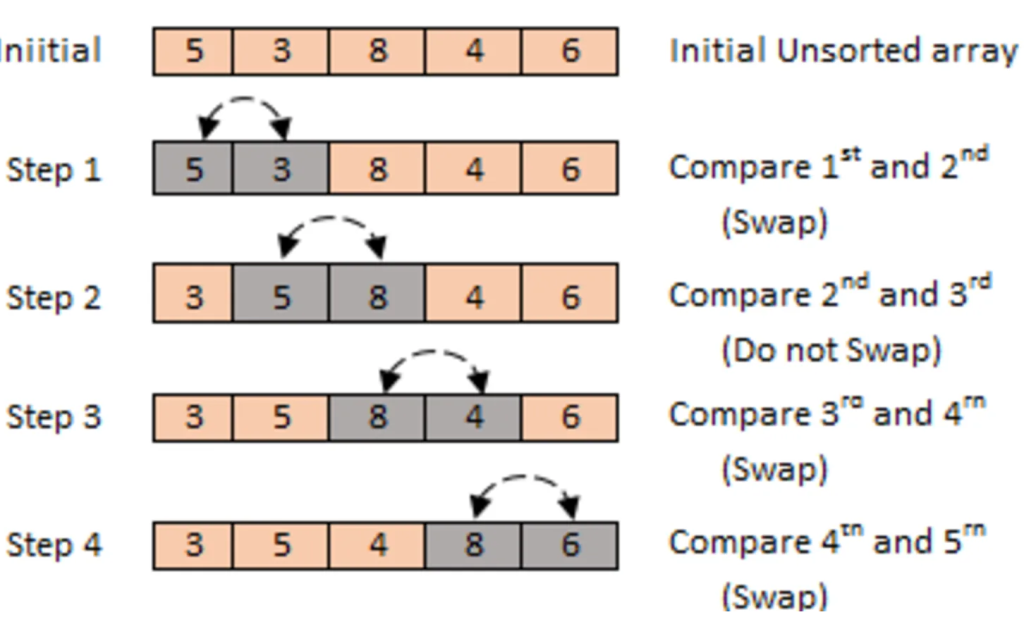 Iniitial 5 3 8 4 6 Initial Unsorted array
Step 1 5 3 8 4 6 Compare 1st and 2nd
(Swap)
Step 2 3 5 8 4 6 Compare 2nd and 3rd
(Do not Swap)
Step 3 3 5 8 4 6 Compare 3rd and 4th
(Swap)
Step 4 3 5 4 8 6 Compare 4th and 5th
(Swap)